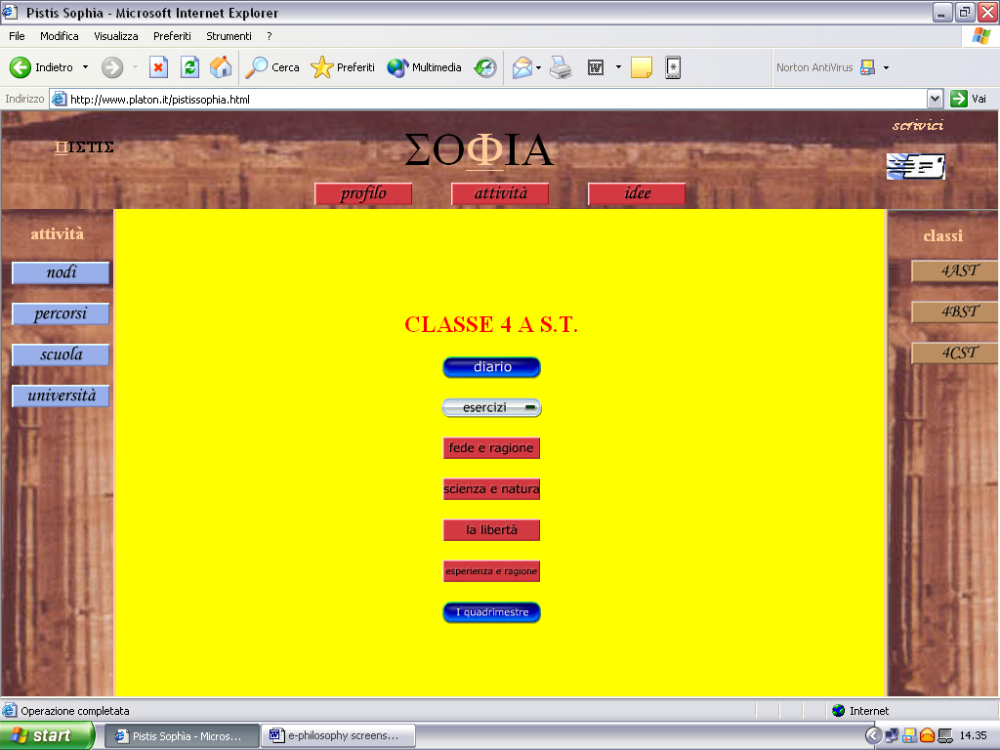 Pistis Sophìa - Microsoft Internet Explorer
File Modifica Visualizza Preferiti Strumenti ?
Indietro Cerca Preferiti Multimedia Norton AntiVirus
Indirizzo http://www.platon.it/pistissophia.html Vai
ΠΙΣΤΙΣ
ΣΟΦΙΑ
scrivici
profilo attività idee
attività
nodi
percorsi
scuola
università
CLASSE 4 A S.T.
diario
esercizi
fede e ragione
scienza e natura
la libertà
esperienza e ragione
I quadrimestre
classi
4AST
4BST
4CST
Operazione completata Internet
start Pistis Sophìa - Micros... e-philosophy screens... 14.35